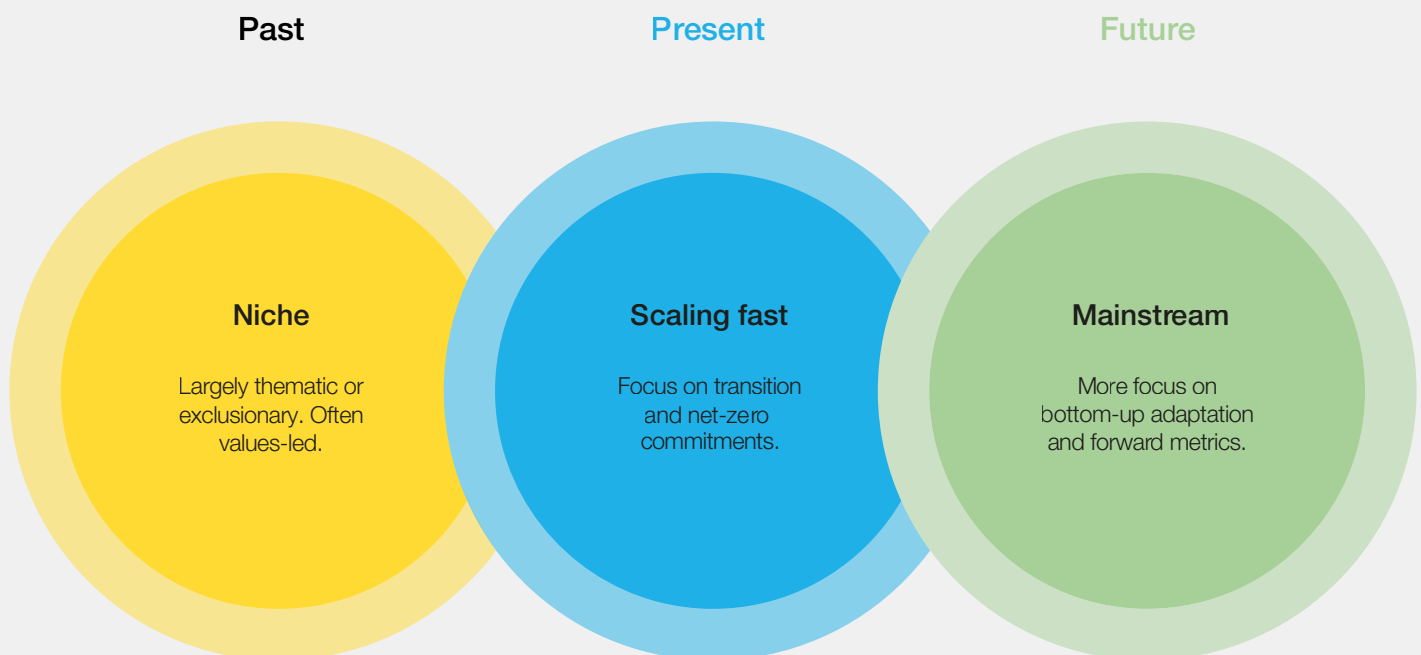 Past
Present
Future
Niche
Largely thematic or
exclusionary. Often
values-led.
Scaling fast
Focus on transition
and net-zero
commitments.
Mainstream
More focus on
bottom-up adaptation
and forward metrics.